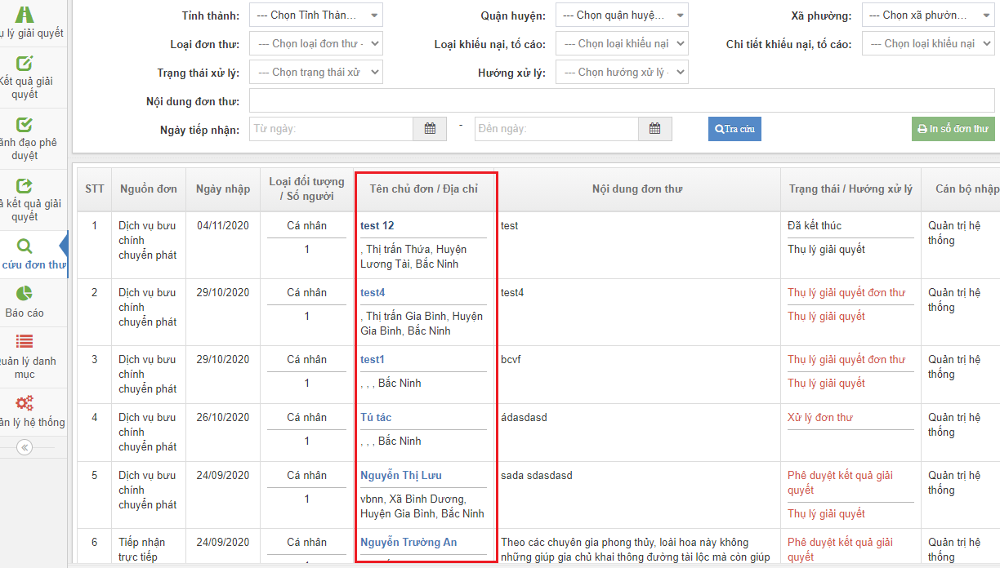 Tỉnh thành: --- Chọn Tỉnh Thàn... Quận huyện: --- Chọn quận huyệ... Xã phường: --- Chọn xã phườn...
Loại đơn thư: --- Chọn loại đơn thư - Loại khiếu nại, tố cáo: --- Chọn loại khiếu nại Chi tiết khiếu nại, tố cáo: --- Chọn loại khiếu nại
Trạng thái xử lý: --- Chọn trạng thái xử Hướng xử lý: --- Chọn hướng xử lý -
Nội dung đơn thư:
Ngày tiếp nhận: Từ ngày: - Đến ngày: Tra cứu In sổ đơn thư
ụ lý giải quyết
Kết quả giải
quyết
ãnh đạo phê
duyệt
ả kết quả giải
quyết
cứu đơn thư
Báo cáo
uản lý danh
mục
ản lý hệ thống
STT Nguồn đơn Ngày nhập Loại đối tượng / Số người Tên chủ đơn / Địa chỉ Nội dung đơn thư Trạng thái / Hướng xử lý Cán bộ nhập
1 Dịch vụ bưu 04/11/2020 Cá nhân test 12 test Đã kết thúc Quản trị hệ
chính thống
chuyển phát 1 , Thị trấn Thứa, Huyện Thụ lý giải quyết
Lương Tài, Bắc Ninh
2 Dịch vụ bưu 29/10/2020 Cá nhân test4 test4 Thụ lý giải quyết đơn thư Quản trị hệ
chính thống
chuyển phát 1 , Thị trấn Gia Bình, Huyện Thụ lý giải quyết
Gia Bình, Bắc Ninh
3 Dịch vụ bưu 29/10/2020 Cá nhân test1 bcvf Thụ lý giải quyết đơn thư Quản trị hệ
chính thống
chuyển phát 1 , , , Bắc Ninh Thụ lý giải quyết
4 Dịch vụ bưu 26/10/2020 Cá nhân Tú tác ádasdasd Xử lý đơn thư Quản trị hệ
chính thống
chuyển phát 1 , , , Bắc Ninh
5 Dịch vụ bưu 24/09/2020 Cá nhân Nguyễn Thị Lưu sada sdasdasd Phê duyệt kết quả giải Quản trị hệ
chính quyết thống
chuyển phát 1 vbnn, Xã Bình Dương, Thụ lý giải quyết
Huyện Gia Bình, Bắc Ninh
6 Tiếp nhận 24/09/2020 Cá nhân Nguyễn Trường An Theo các chuyên gia phong thủy, loài hoa này không Phê duyệt kết quả giải Quản trị hệ
trực tiếp những giúp gia chủ khai thông đường tài lộc mà còn giúp quyết thống